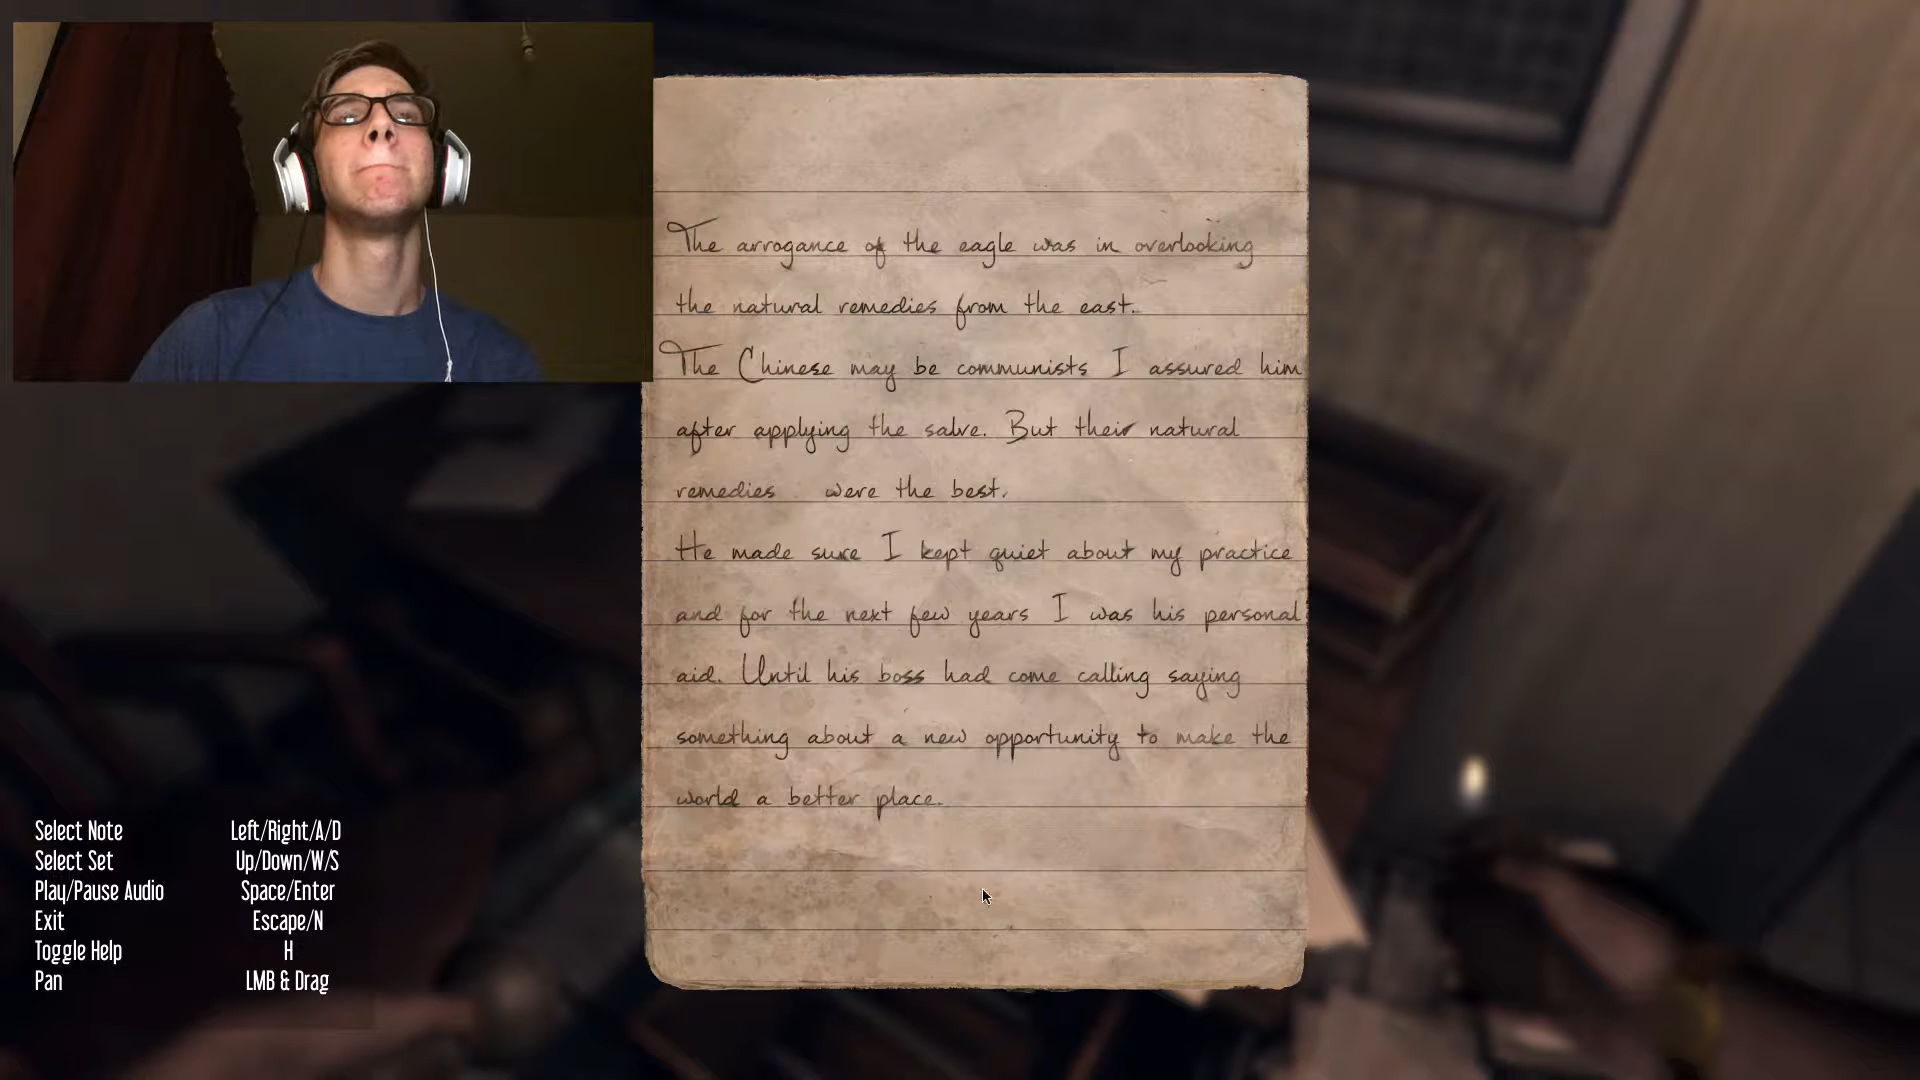 The arrogance of the eagle was in overlooking
the natural remedies from the east.
The Chinese may be communists I assured him
after applying the salve. But their natural
remedies were the best.
He made sure I kept quiet about my practice
and for the next few years I was his personal
aid. Until his boss had come calling saying
something about a new opportunity to make the
world a better place.
Select Note Left/Right/A/D
Select Set Up/Down/W/S
Play/Pause Audio Space/Enter
Exit Escape/N
Toggle Help H
Pan LMB & Drag